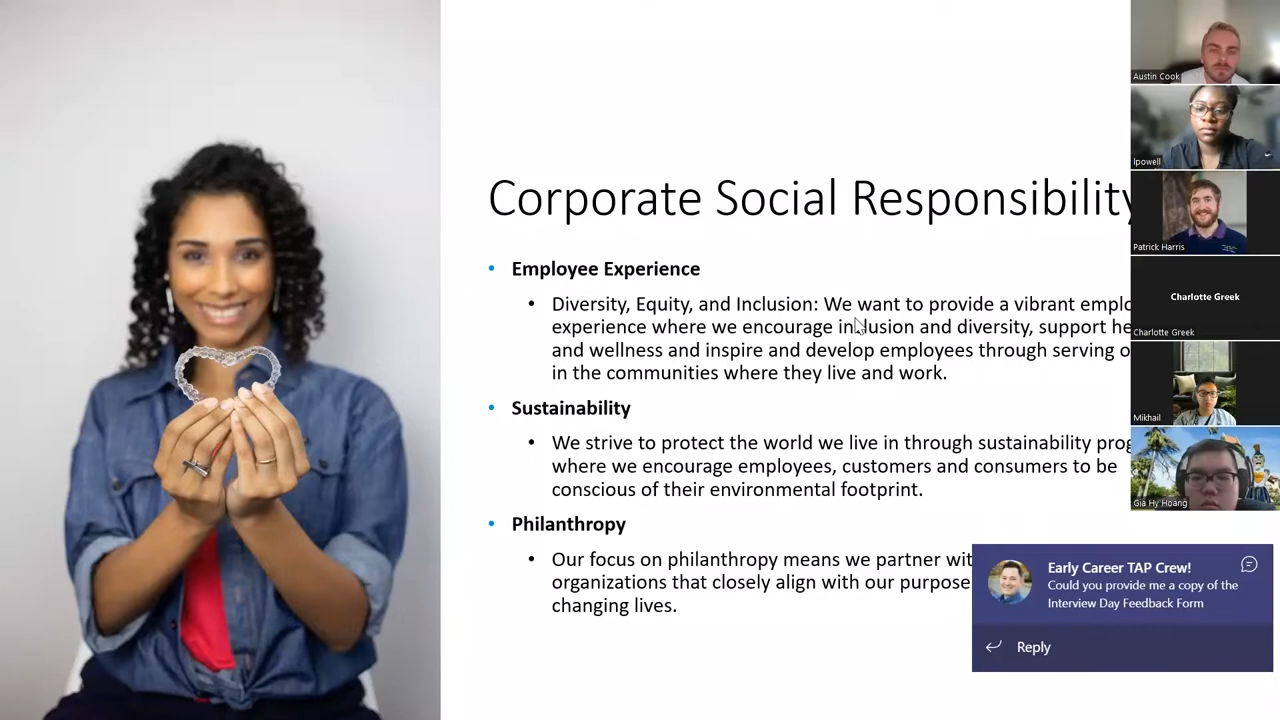 Corporate Social Responsibility
Employee Experience
Diversity, Equity, and Inclusion: We want to provide a vibrant emplo
experience where we encourage inclusion and diversity, support he
and wellness and inspire and develop employees through serving o
in the communities where they live and work.
Sustainability
We strive to protect the world we live in through sustainability prog
where we encourage employees, customers and consumers to be
conscious of their environmental footprint.
Philanthropy
Our focus on philanthropy means we partner wit
organizations that closely align with our purpose
changing lives.
Austin Cook
lpowell
Patrick Harris
Charlotte Greek
Charlotte Greek
Mikhail
Gia Hy Hoang
Early Career TAP Crew!
Could you provide me a copy of the
Interview Day Feedback Form
Reply